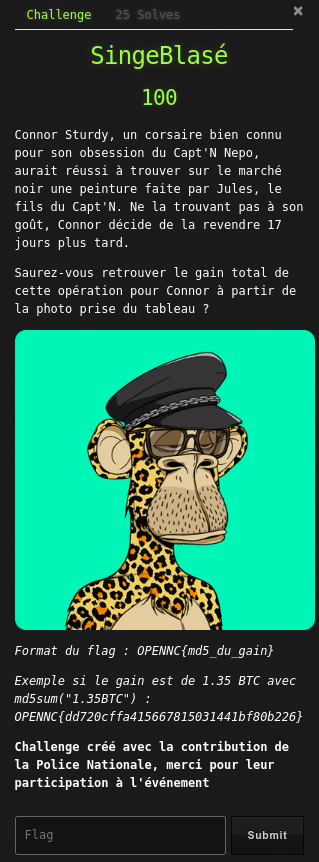 Challenge 25 Solves ×
SingeBlasé
100
Connor Sturdy, un corsaire bien connu
pour son obsession du Capt'N Nepo,
aurait réussi à trouver sur le marché
noir une peinture faite par Jules, le
fils du Capt'N. Ne la trouvant pas à son
goût, Connor décide de la revendre 17
jours plus tard.
Saurez-vous retrouver le gain total de
cette opération pour Connor à partir de
la photo prise du tableau ?
Format du flag : OPENNC{md5_du_gain}
Exemple si le gain est de 1.35 BTC avec
md5sum("1.35BTC") :
OPENNC{dd720cffa415667815031441bf80b226}
Challenge créé avec la contribution de
la Police Nationale, merci pour leur
participation à l'événement
Flag
Submit